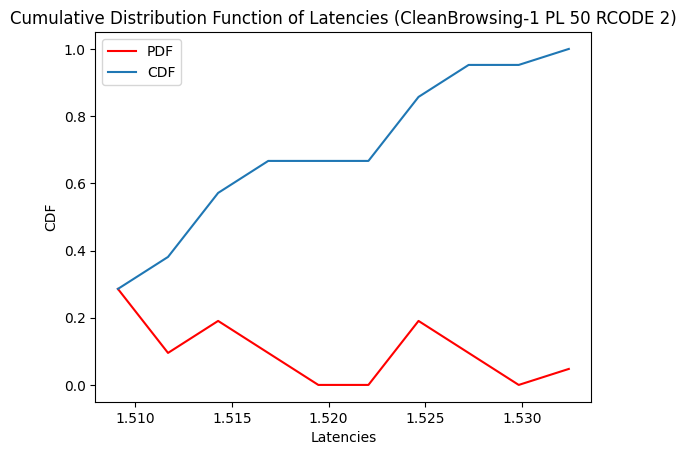 Cumulative Distribution Function of Latencies (CleanBrowsing-1 PL 50 RCODE 2)
PDF
CDF
1.0
0.8
0.6
0.4
0.2
0.0
CDF
1.510 1.515 1.520 1.525 1.530
Latencies